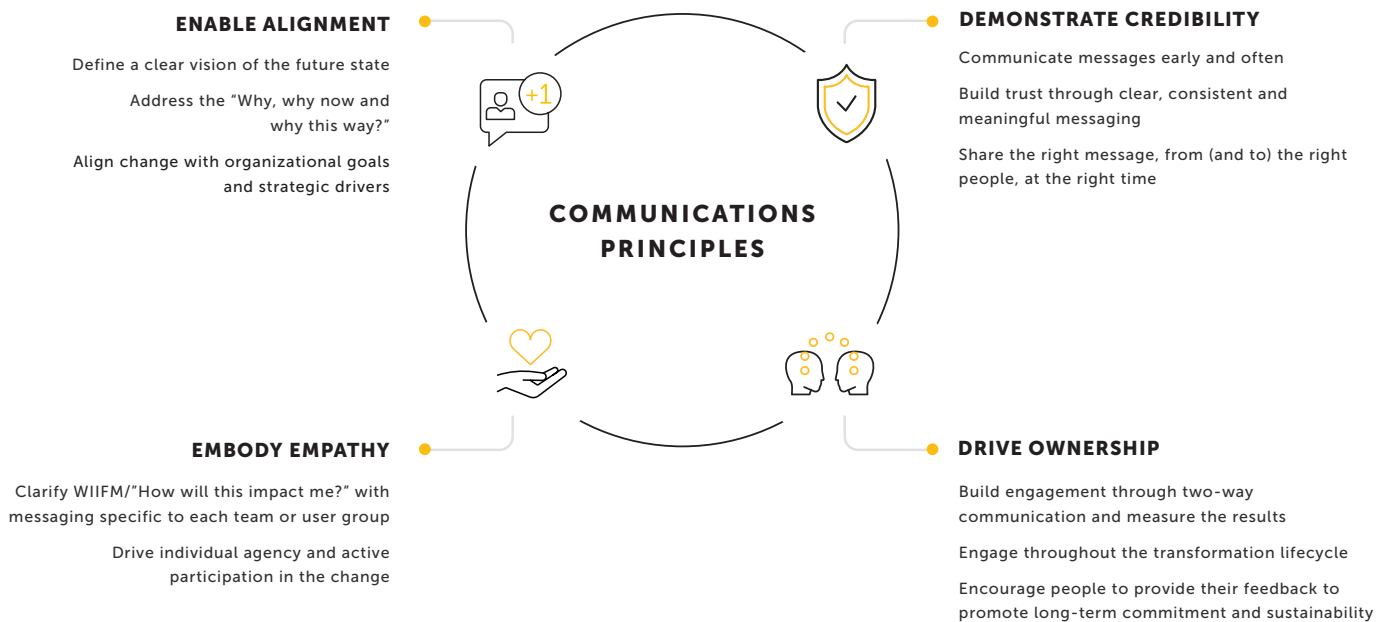 ENABLE ALIGNMENT
Define a clear vision of the future state
Address the “Why, why now and
why this way?”
Align change with organizational goals
and strategic drivers
+1
DEMONSTRATE CREDIBILITY
Communicate messages early and often
Build trust through clear, consistent and
meaningful messaging
Share the right message, from (and to) the right
people, at the right time
COMMUNICATIONS
PRINCIPLES
EMBODY EMPATHY
Clarify WIIFM/”How will this impact me?” with
messaging specific to each team or user group
Drive individual agency and active
participation in the change
DRIVE OWNERSHIP
Build engagement through two-way
communication and measure the results
Engage throughout the transformation lifecycle
Encourage people to provide their feedback to
promote long-term commitment and sustainability